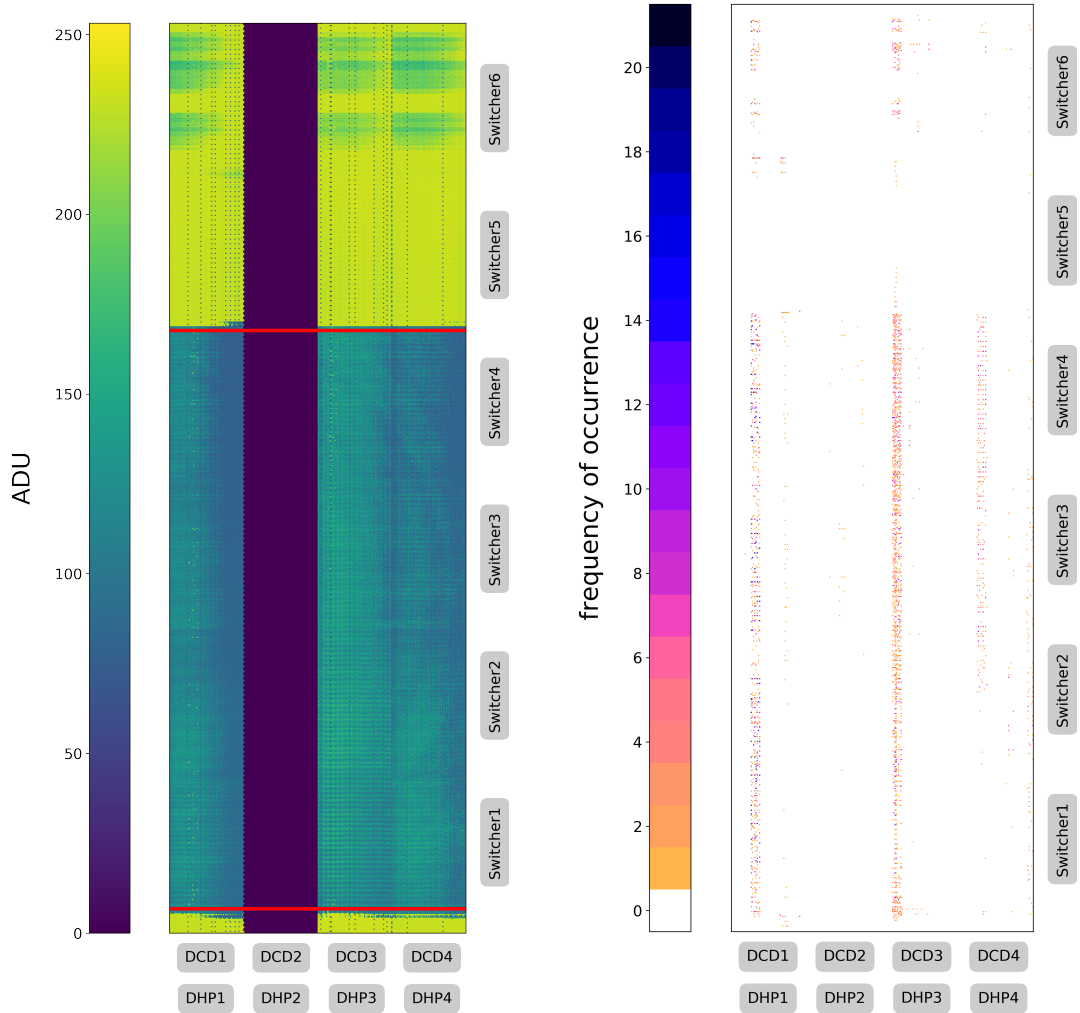 ADU
250
200
150
100
50
0
Switcher6
Switcher5
Switcher4
Switcher3
Switcher2
Switcher1
DCD1 DCD2 DCD3 DCD4
DHP1 DHP2 DHP3 DHP4
frequency of occurrence
20
18
16
14
12
10
8
6
4
2
0
Switcher6
Switcher5
Switcher4
Switcher3
Switcher2
Switcher1
DCD1 DCD2 DCD3 DCD4
DHP1 DHP2 DHP3 DHP4